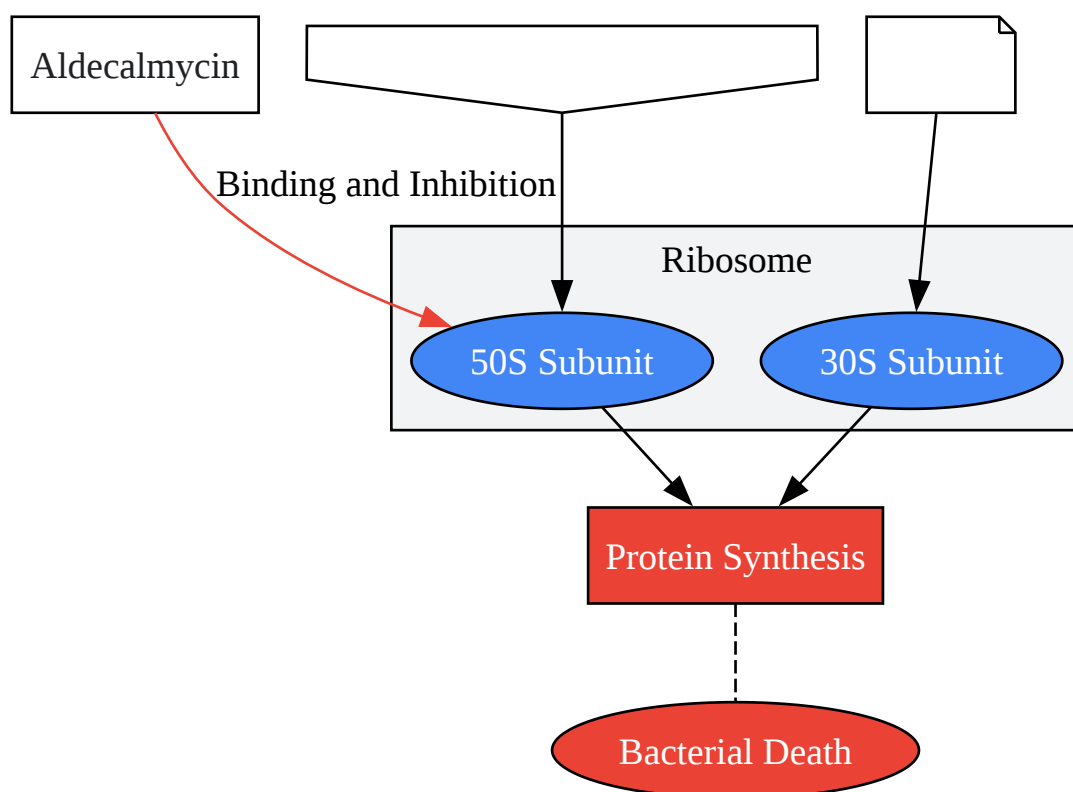 Aldecalmycin
Binding and Inhibition
Ribosome
50S Subunit
30S Subunit
Protein Synthesis
Bacterial Death